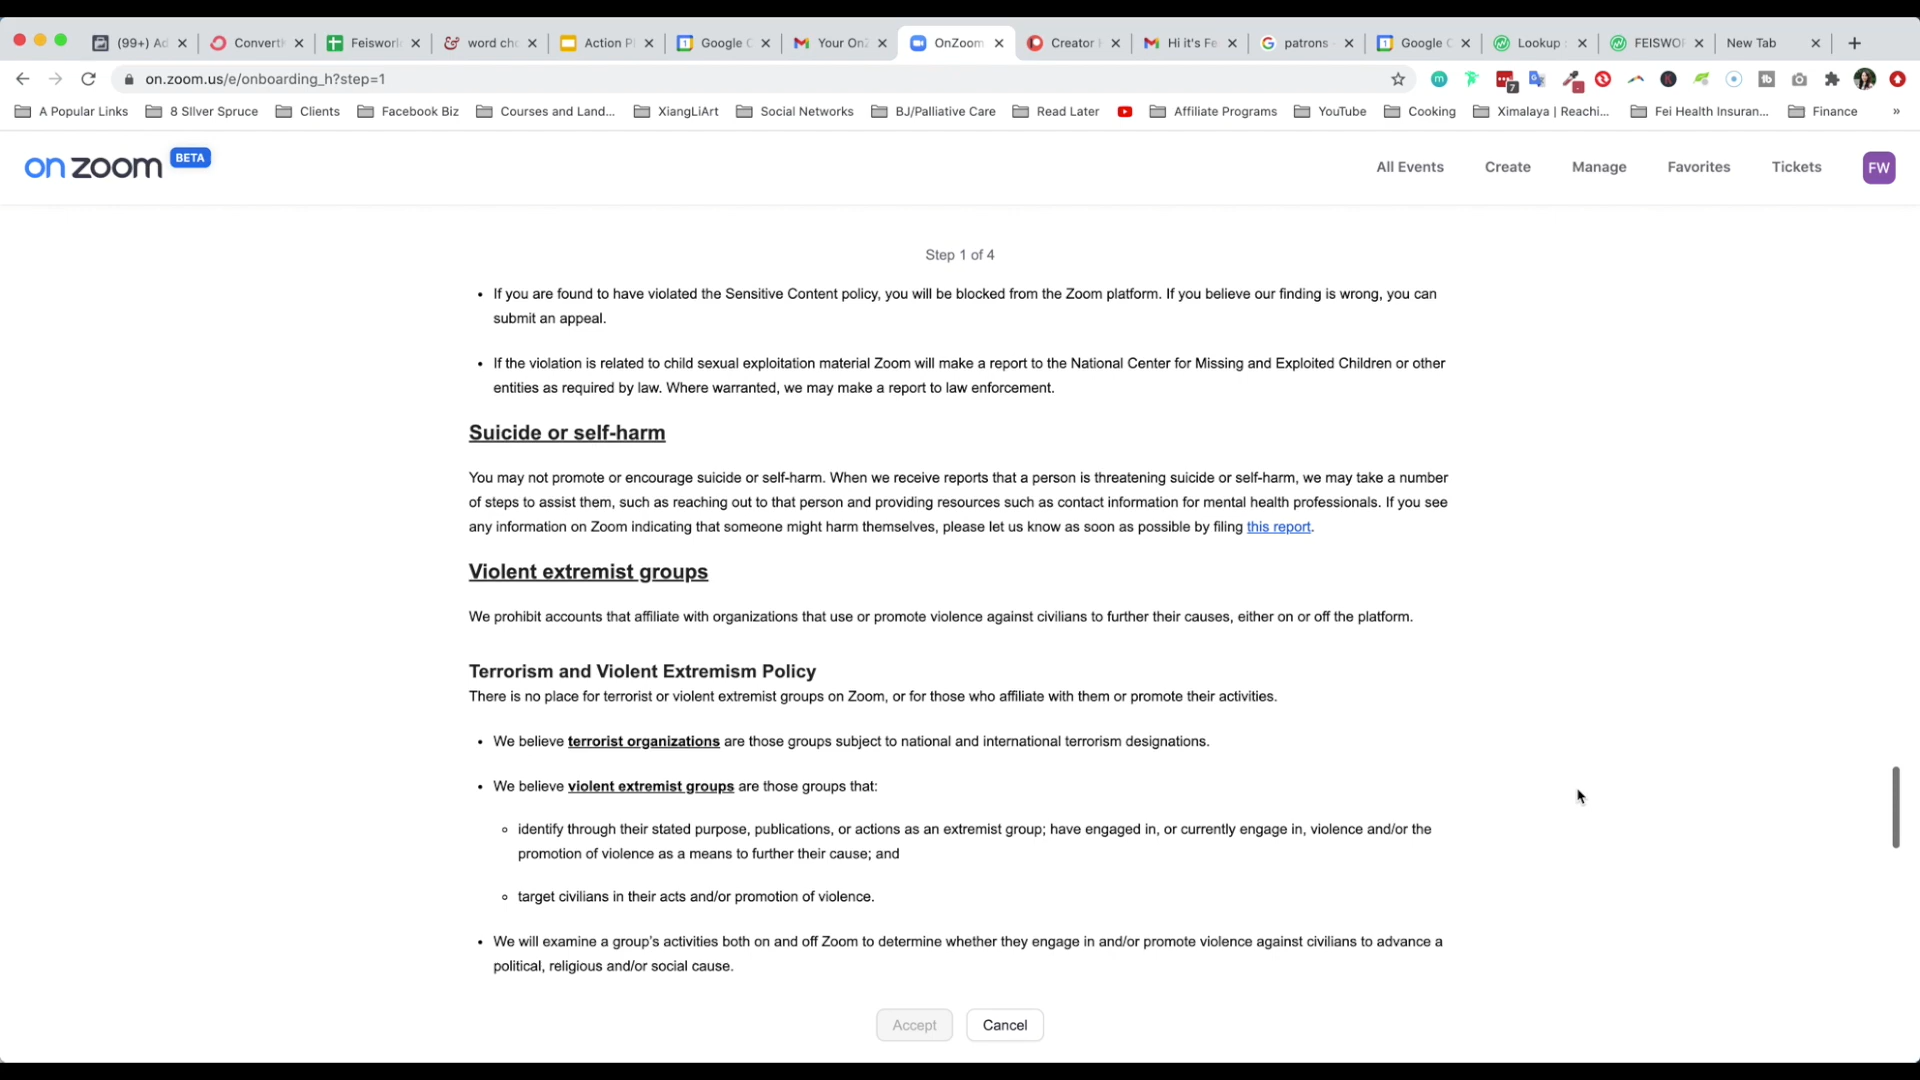 (99+) Ad
ConvertK
Feisworl
word cho
Action P
Google C
Your OnZ
OnZoom
Creator
Hi it's Fe
patrons
Google C
Lookup
FEISWOR
New Tab
on.zoom.us/e/onboarding_h?step=1
7
A Popular Links
8 SIlver Spruce
Clients
Facebook Biz
Courses and Land...
XiangLiArt
Social Networks
BJ/Palliative Care
Read Later
Affiliate Programs
YouTube
Cooking
Ximalaya | Reachi...
Fei Health Insuran...
Finance
»
on zoom BETA
All Events
Create
Manage
Favorites
Tickets
FW
Step 1 of 4
• If you are found to have violated the Sensitive Content policy, you will be blocked from the Zoom platform. If you believe our finding is wrong, you can
submit an appeal.
• If the violation is related to child sexual exploitation material Zoom will make a report to the National Center for Missing and Exploited Children or other
entities as required by law. Where warranted, we may make a report to law enforcement.
Suicide or self-harm
You may not promote or encourage suicide or self-harm. When we receive reports that a person is threatening suicide or self-harm, we may take a number
of steps to assist them, such as reaching out to that person and providing resources such as contact information for mental health professionals. If you see
any information on Zoom indicating that someone might harm themselves, please let us know as soon as possible by filing this report.
Violent extremist groups
We prohibit accounts that affiliate with organizations that use or promote violence against civilians to further their causes, either on or off the platform.
Terrorism and Violent Extremism Policy
There is no place for terrorist or violent extremist groups on Zoom, or for those who affiliate with them or promote their activities.
• We believe terrorist organizations are those groups subject to national and international terrorism designations.
• We believe violent extremist groups are those groups that:
◦ identify through their stated purpose, publications, or actions as an extremist group; have engaged in, or currently engage in, violence and/or the
promotion of violence as a means to further their cause; and
◦ target civilians in their acts and/or promotion of violence.
• We will examine a group's activities both on and off Zoom to determine whether they engage in and/or promote violence against civilians to advance a
political, religious and/or social cause.
Accept
Cancel